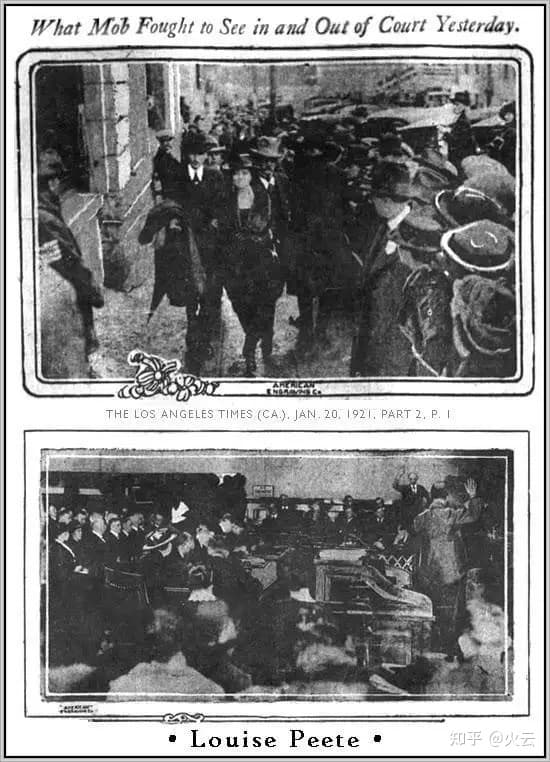 What Mob Fought to See in and Out of Court Yesterday.
AMERICAN
ENGRAVING Co.
THE LOS ANGELES TIMES (CA.), JAN. 20, 1921, PART 2, P. 1
"AMERICAN
ENGRAVING Co.
• Louise Peete •
知乎 @火云